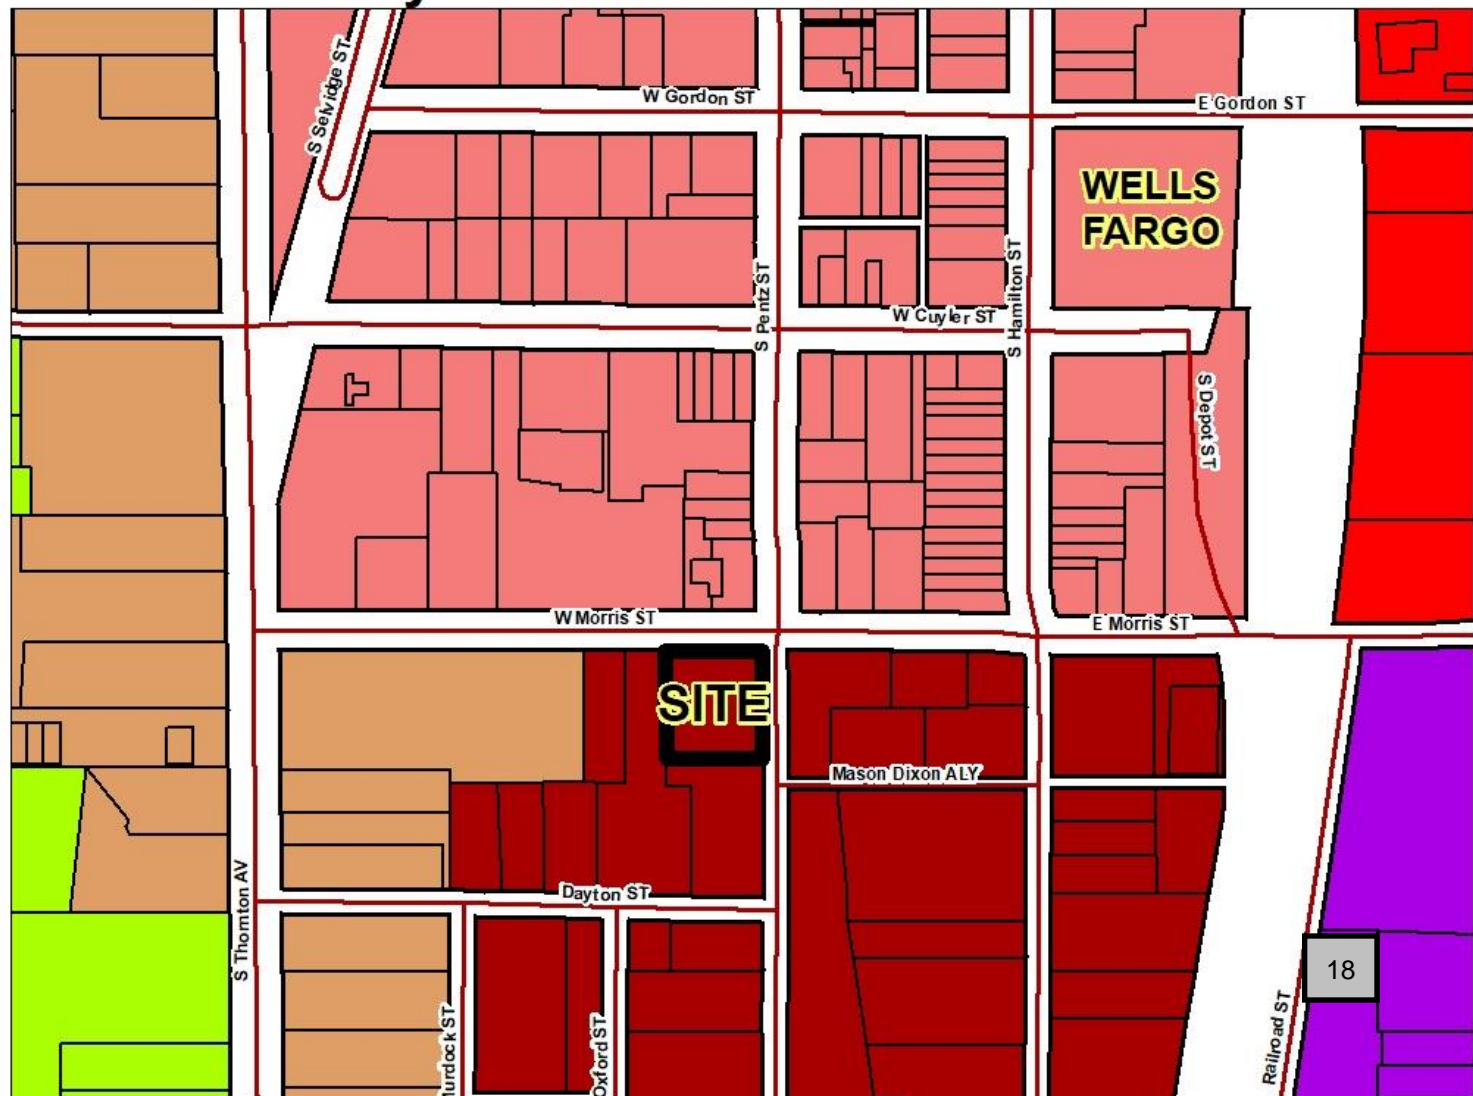 W Gordon ST
E Gordon ST
S Selvidge ST
WELLS
FARGO
S Pentz ST
S Hamilton ST
W Cuyler ST
S Depot ST
W Morris ST
E Morris ST
SITE
Mason Dixon ALY
S Thornton AV
Dayton ST
18
Oxford ST
Railroad ST